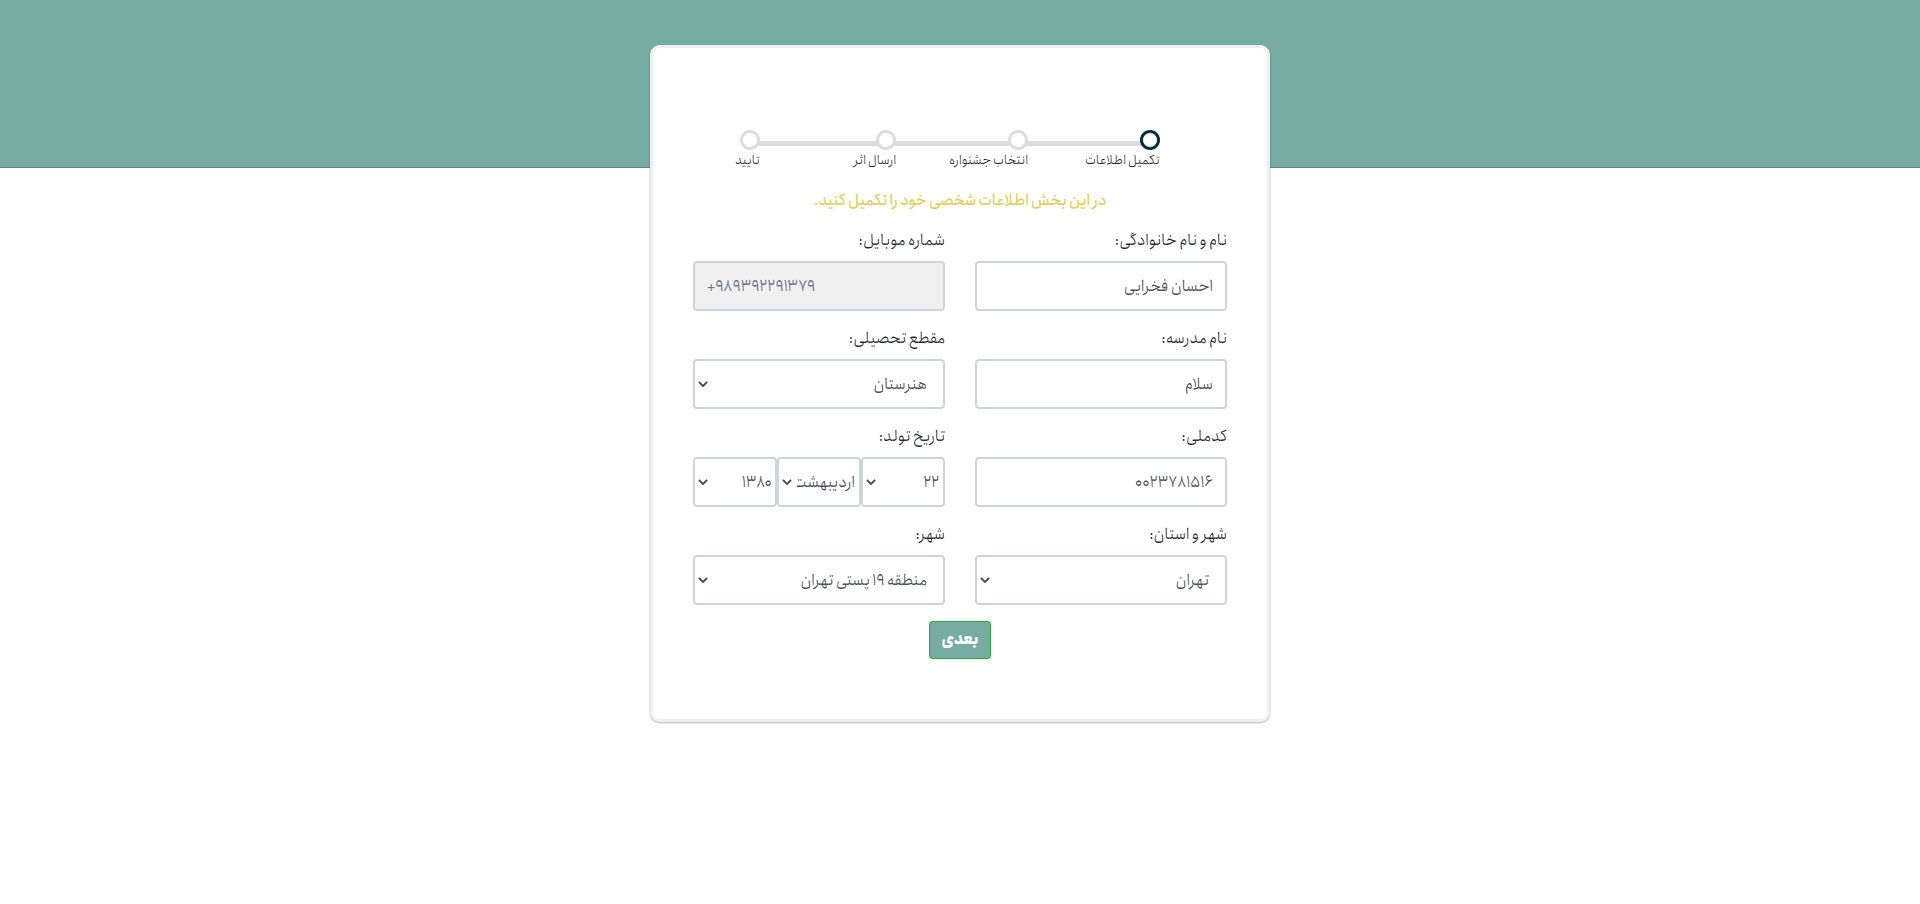 تکمیل اطلاعات
انتخاب جشنواره
ارسال اثر
تایید
در این بخش اطلاعات شخصی خود را تکمیل کنید.
نام و نام خانوادگی:
احسان فخرایی
شماره موبایل:
+۹۸۹۳۹۲۲۹۱۳۷۹
نام مدرسه:
سلام
مقطع تحصیلی:
هنرستان
کدملی:
۰۰۲۳۷۸۱۵۱۶
تاریخ تولد:
۲۲ اردیبهشت ۱۳۸۰
شهر و استان:
تهران
شهر:
منطقه ۱۹ پستی تهران
بعدی